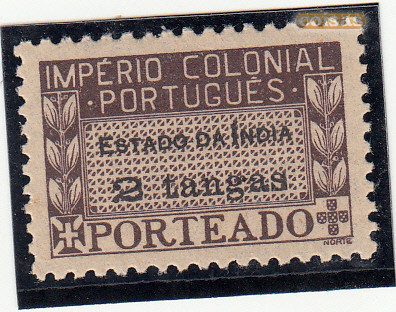 IMPÉRIO COLONIAL
· PORTUGUÊS ·
ESTADO DA ÍNDIA
2 tangas
PORTEADO
NORTE